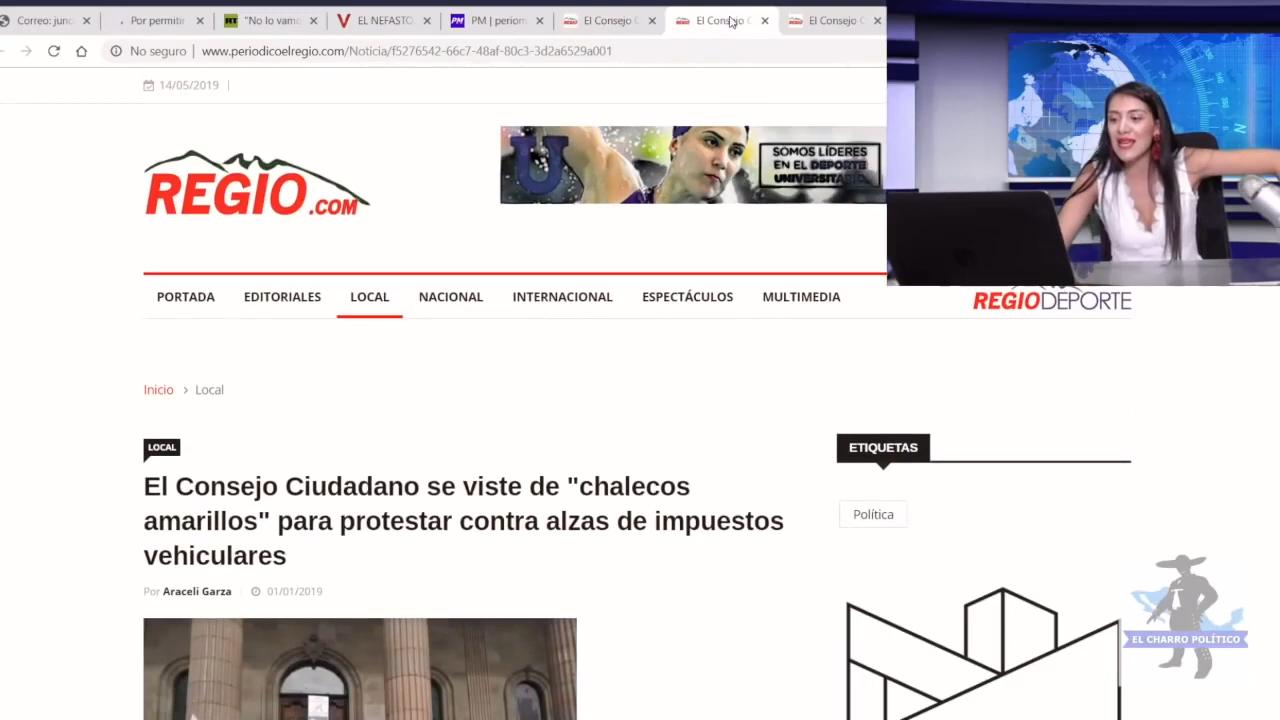 Correo: junc
Por permitir
RT
"No lo vamo
EL NEFASTO
PM
PM | period
El Consejo C
El Consejo C
El Consejo C
No seguro
www.periodicoelregio.com/Noticia/f5276542-66c7-48af-80c3-3d2a6529a001
14/05/2019
REGIO.COM
U
SOMOS LÍDERES
EN EL DEPORTE
UNIVERSITARIO
PORTADA
EDITORIALES
LOCAL
NACIONAL
INTERNACIONAL
ESPECTÁCULOS
MULTIMEDIA
REGIODEPORTE
Inicio > Local
LOCAL
El Consejo Ciudadano se viste de "chalecos
amarillos" para protestar contra alzas de impuestos
vehiculares
Por Araceli Garza
01/01/2019
ETIQUETAS
Política
EL CHARRO POLÍTICO